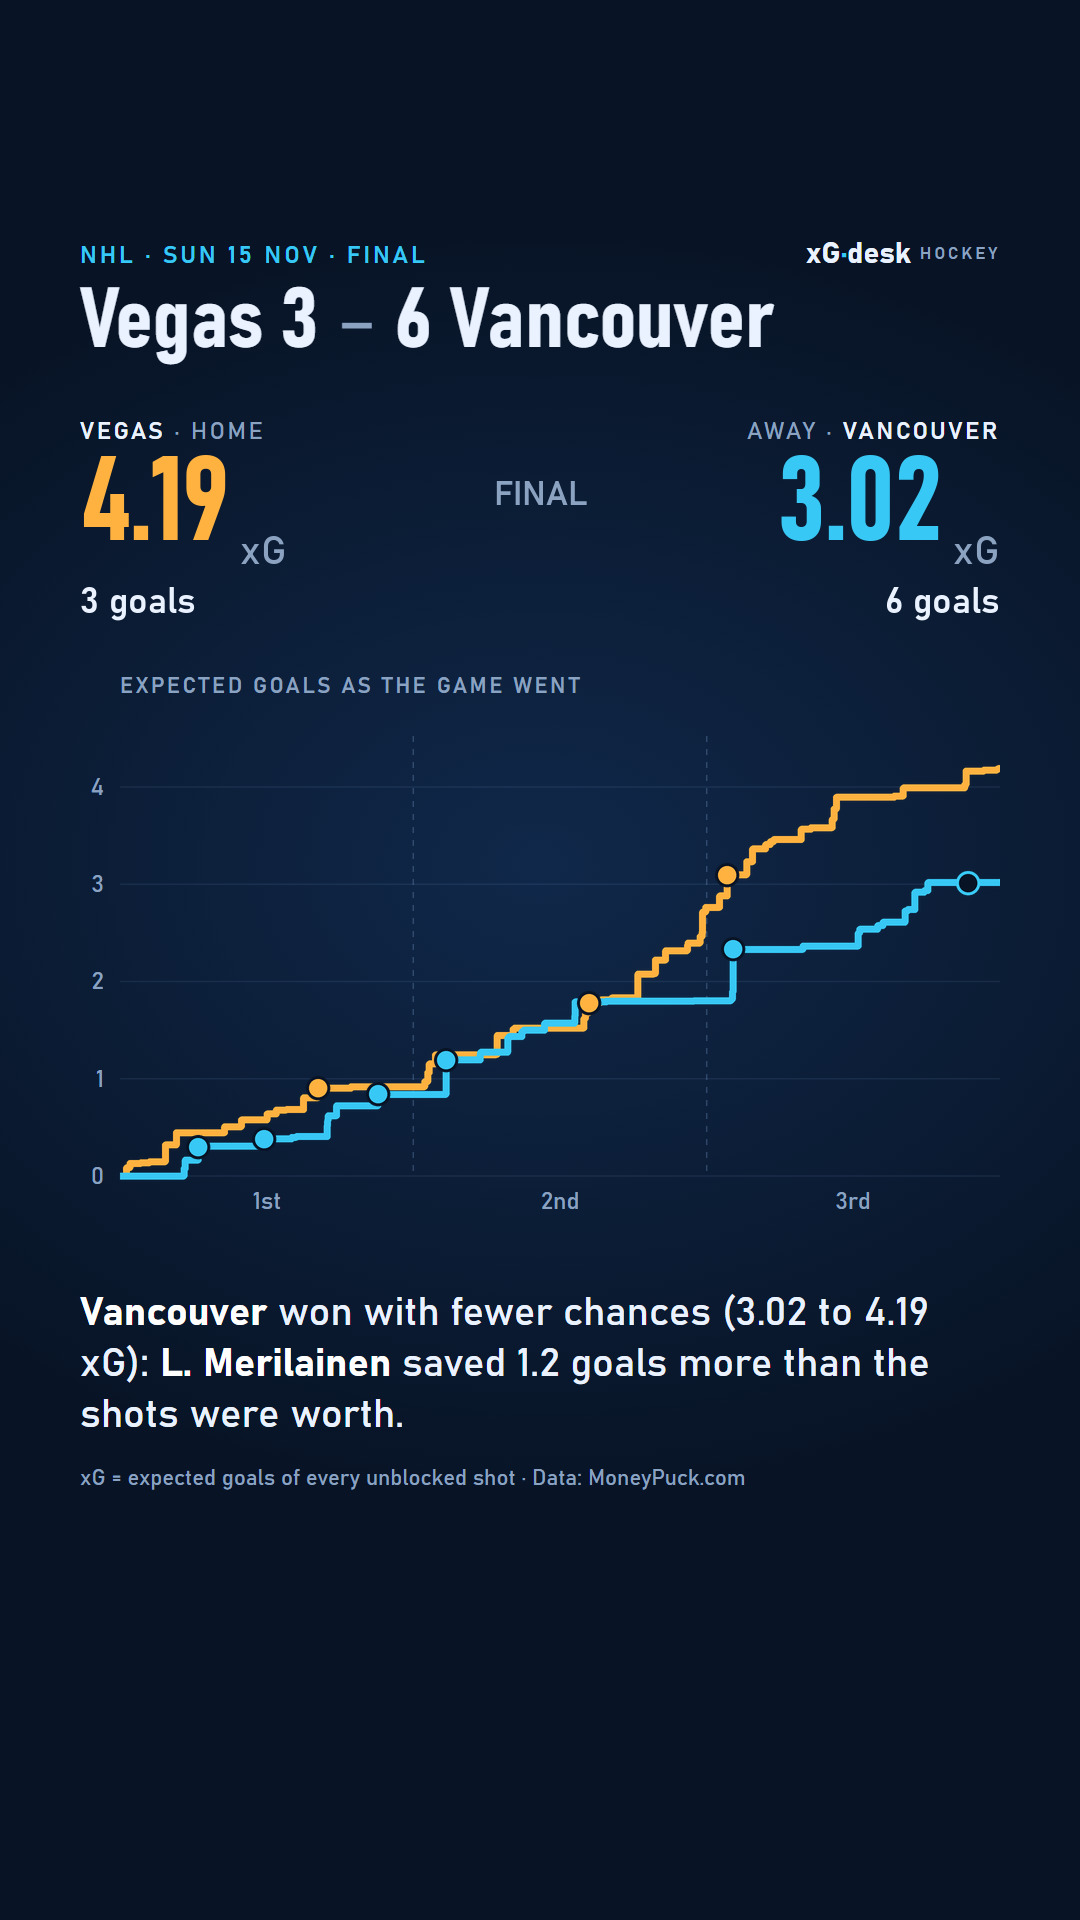 NHL · SUN 15 NOV · FINAL
xG·desk HOCKEY
Vegas 3 – 6 Vancouver
VEGAS · HOME
AWAY · VANCOUVER
4.19 xG
FINAL
3.02 xG
3 goals
6 goals
EXPECTED GOALS AS THE GAME WENT
4
3
2
1
0
1st
2nd
3rd
Vancouver won with fewer chances (3.02 to 4.19
xG): L. Merilainen saved 1.2 goals more than the
shots were worth.
xG = expected goals of every unblocked shot · Data: MoneyPuck.com